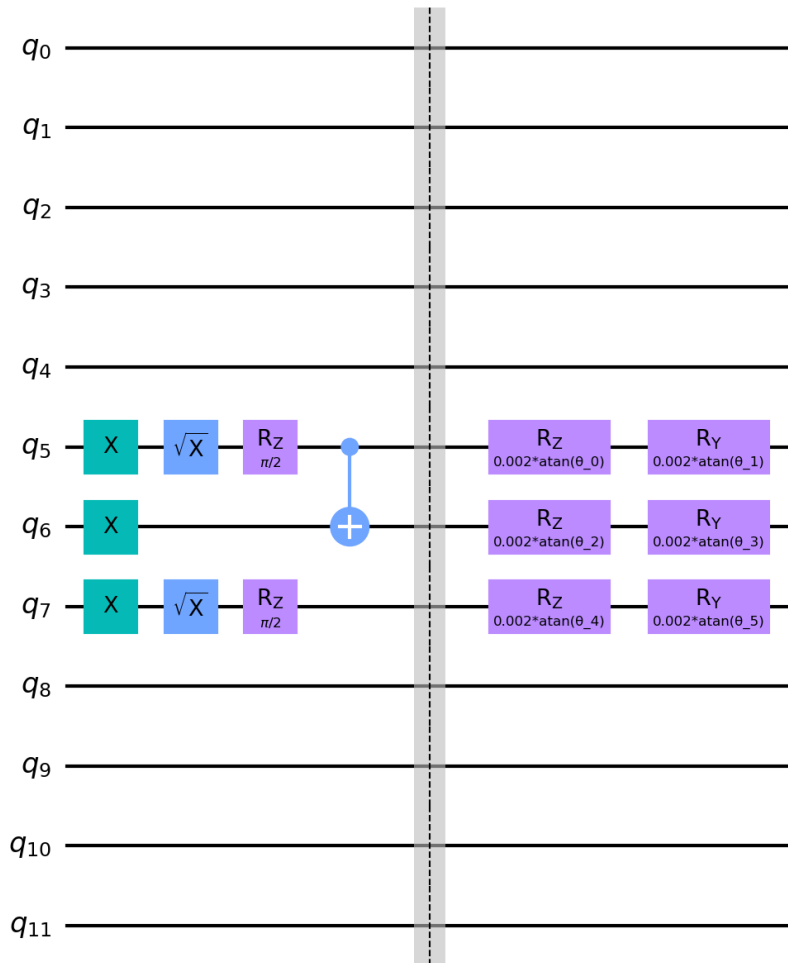 q0
q1
q2
q3
q4
q5 X √X RZ π/2 RZ 0.002*atan(θ_0) RY 0.002*atan(θ_1)
q6 X RZ 0.002*atan(θ_2) RY 0.002*atan(θ_3)
q7 X √X RZ π/2 RZ 0.002*atan(θ_4) RY 0.002*atan(θ_5)
q8
q9
q10
q11